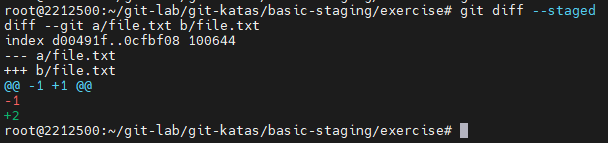 root@2212500:~/git-lab/git-katas/basic-staging/exercise# git diff --staged
diff --git a/file.txt b/file.txt
index d00491f..0cfbf08 100644
--- a/file.txt
+++ b/file.txt
@@ -1 +1 @@
-1
+2
root@2212500:~/git-lab/git-katas/basic-staging/exercise#